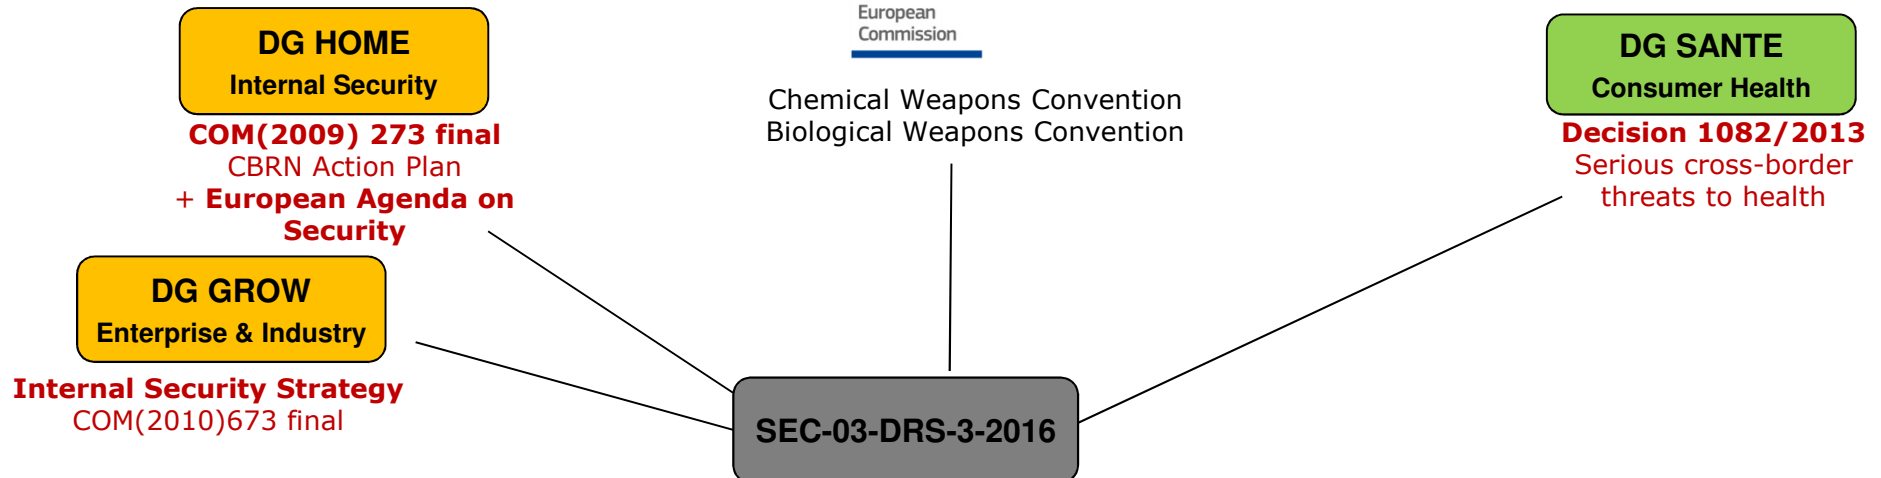 European
Commission
DG HOME
Internal Security
COM(2009) 273 final
CBRN Action Plan
+ European Agenda on
Security
DG GROW
Enterprise & Industry
Internal Security Strategy
COM(2010)673 final
Chemical Weapons Convention
Biological Weapons Convention
DG SANTE
Consumer Health
Decision 1082/2013
Serious cross-border
threats to health
SEC-03-DRS-3-2016